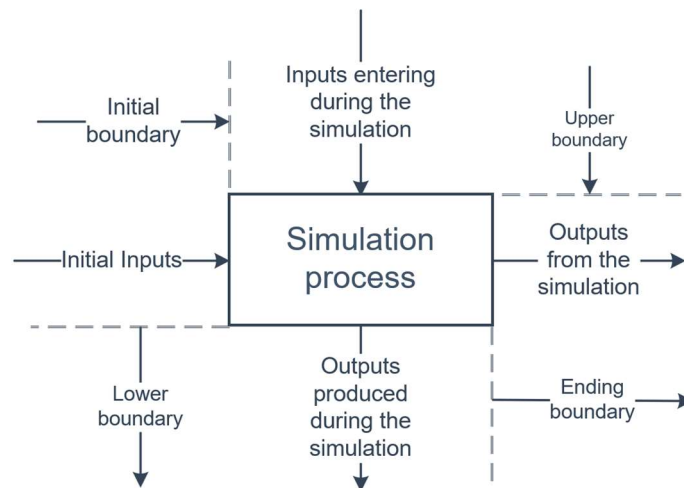 Inputs entering
during the
simulation
Initial
boundary
Upper
boundary
Simulation
process
Initial Inputs
Outputs
from the
simulation
Outputs
produced
during the
simulation
Lower
boundary
Ending
boundary